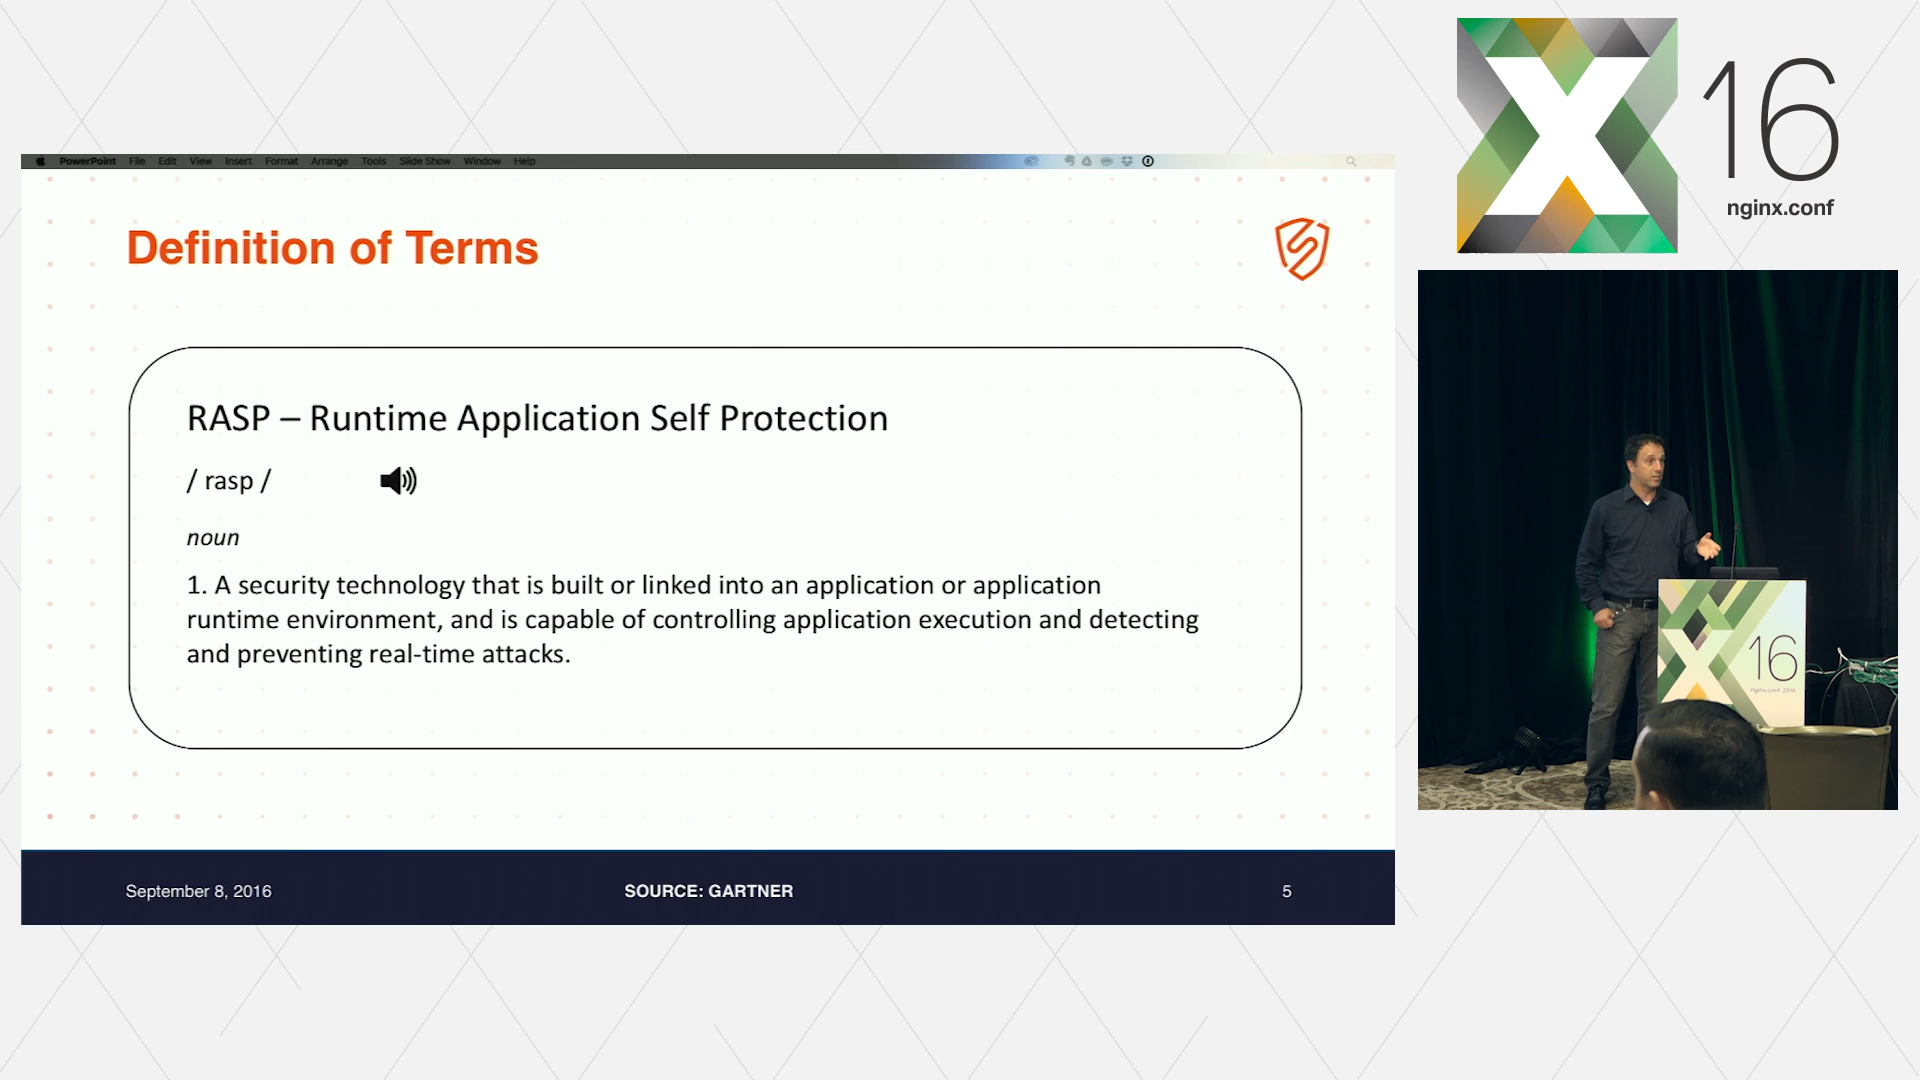 PowerPoint File Edit View Insert Format Arrange Tools Slide Show Window Help
Definition of Terms
RASP – Runtime Application Self Protection
/ rasp /
noun
1. A security technology that is built or linked into an application or application
runtime environment, and is capable of controlling application execution and detecting
and preventing real-time attacks.
September 8, 2016 SOURCE: GARTNER 5
X 16
nginx.conf
X 16
nginx.conf 2016